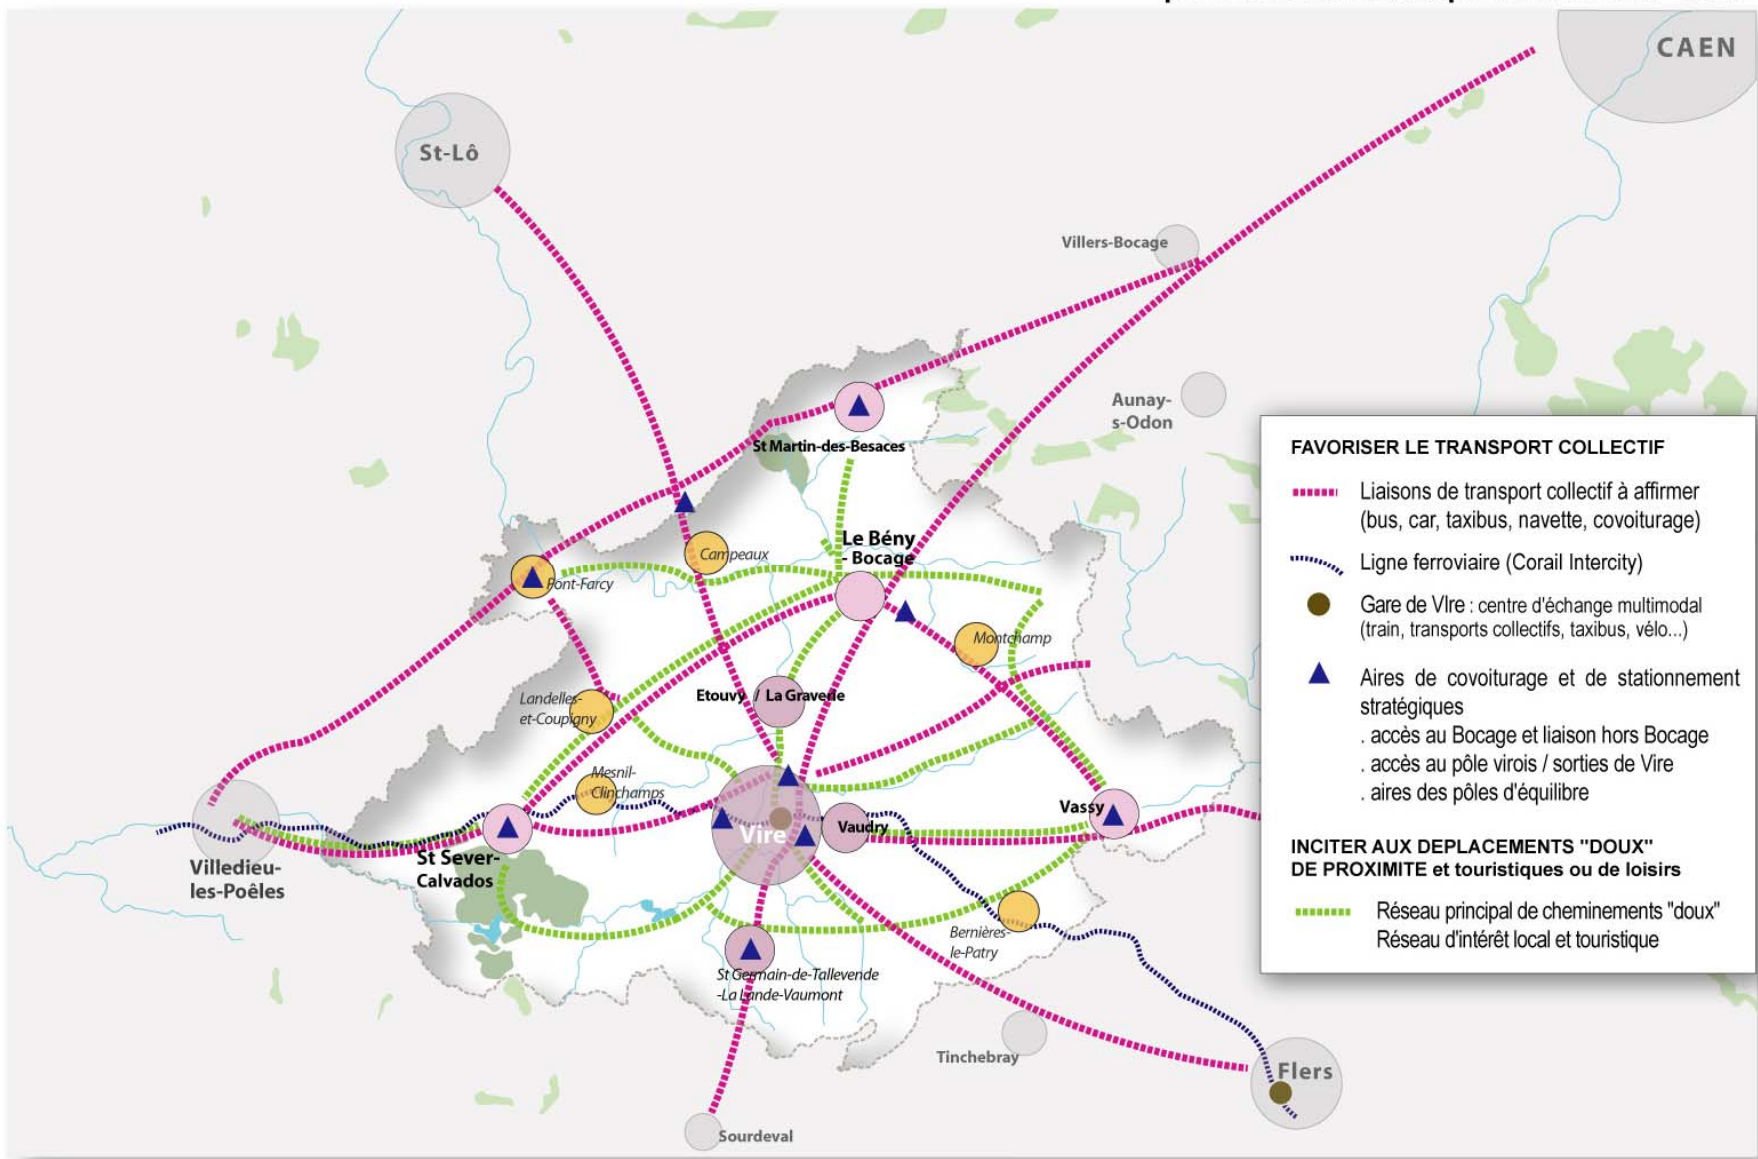 CAEN
St-Lô
Villers-Bocage
Aunay-
s-Odon
St Martin-des-Besaces
Le Bény
- Bocage
Campeaux
Pont-Farcy
Montchamp
Landelles-
et-Coupigny
Etouvy / La Graverie
Mesnil-
Clinchamps
Vassy
Vaudry
Vire
St Sever-
Calvados
Villedieu-
les-Poêles
Bernières-
le-Patry
St Germain-de-Tallevende
-La Lande-Vaumont
Tinchebray
Flers
Sourdeval
FAVORISER LE TRANSPORT COLLECTIF
Liaisons de transport collectif à affirmer
(bus, car, taxibus, navette, covoiturage)
Ligne ferroviaire (Corail Intercity)
Gare de VIre : centre d'échange multimodal
(train, transports collectifs, taxibus, vélo...)
Aires de covoiturage et de stationnement
stratégiques
. accès au Bocage et liaison hors Bocage
. accès au pôle virois / sorties de Vire
. aires des pôles d'équilibre
INCITER AUX DEPLACEMENTS "DOUX"
DE PROXIMITE et touristiques ou de loisirs
Réseau principal de cheminements "doux"
Réseau d'intérêt local et touristique